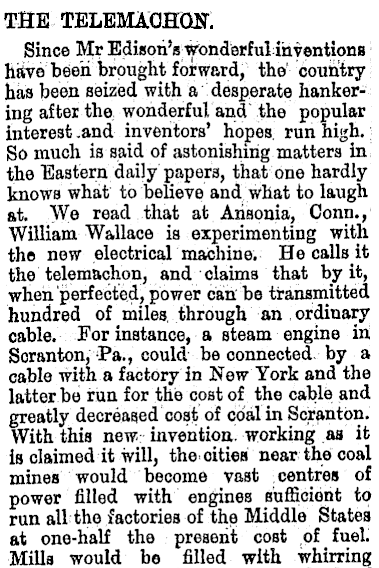 THE TELEMACHON.
Since Mr Edison's wonderful inventions
have been brought forward, the country
has been seized with a desperate hanker-
ing after the wonderful and the popular
interest and inventors' hopes run high.
So much is said of astonishing matters in
the Eastern daily papers, that one hardly
knows what to believe and what to laugh
at. We read that at Ansonia, Conn.,
William Wallace is experimenting with
the new electrical machine. He calls it
the telemachon, and claims that by it,
when perfected, power can be transmitted
hundred of miles through an ordinary
cable. For instance, a steam engine in
Scranton, Pa., could be connected by a
cable with a factory in New York and the
latter be run for the cost of the cable and
greatly decreased cost of coal in Scranton.
With this new invention working as it
is claimed it will, the cities near the coal
mines would become vast centres of
power filled with engines sufficient to
run all the factories of the Middle States
at one-half the present cost of fuel.
Mills would be filled with whirring